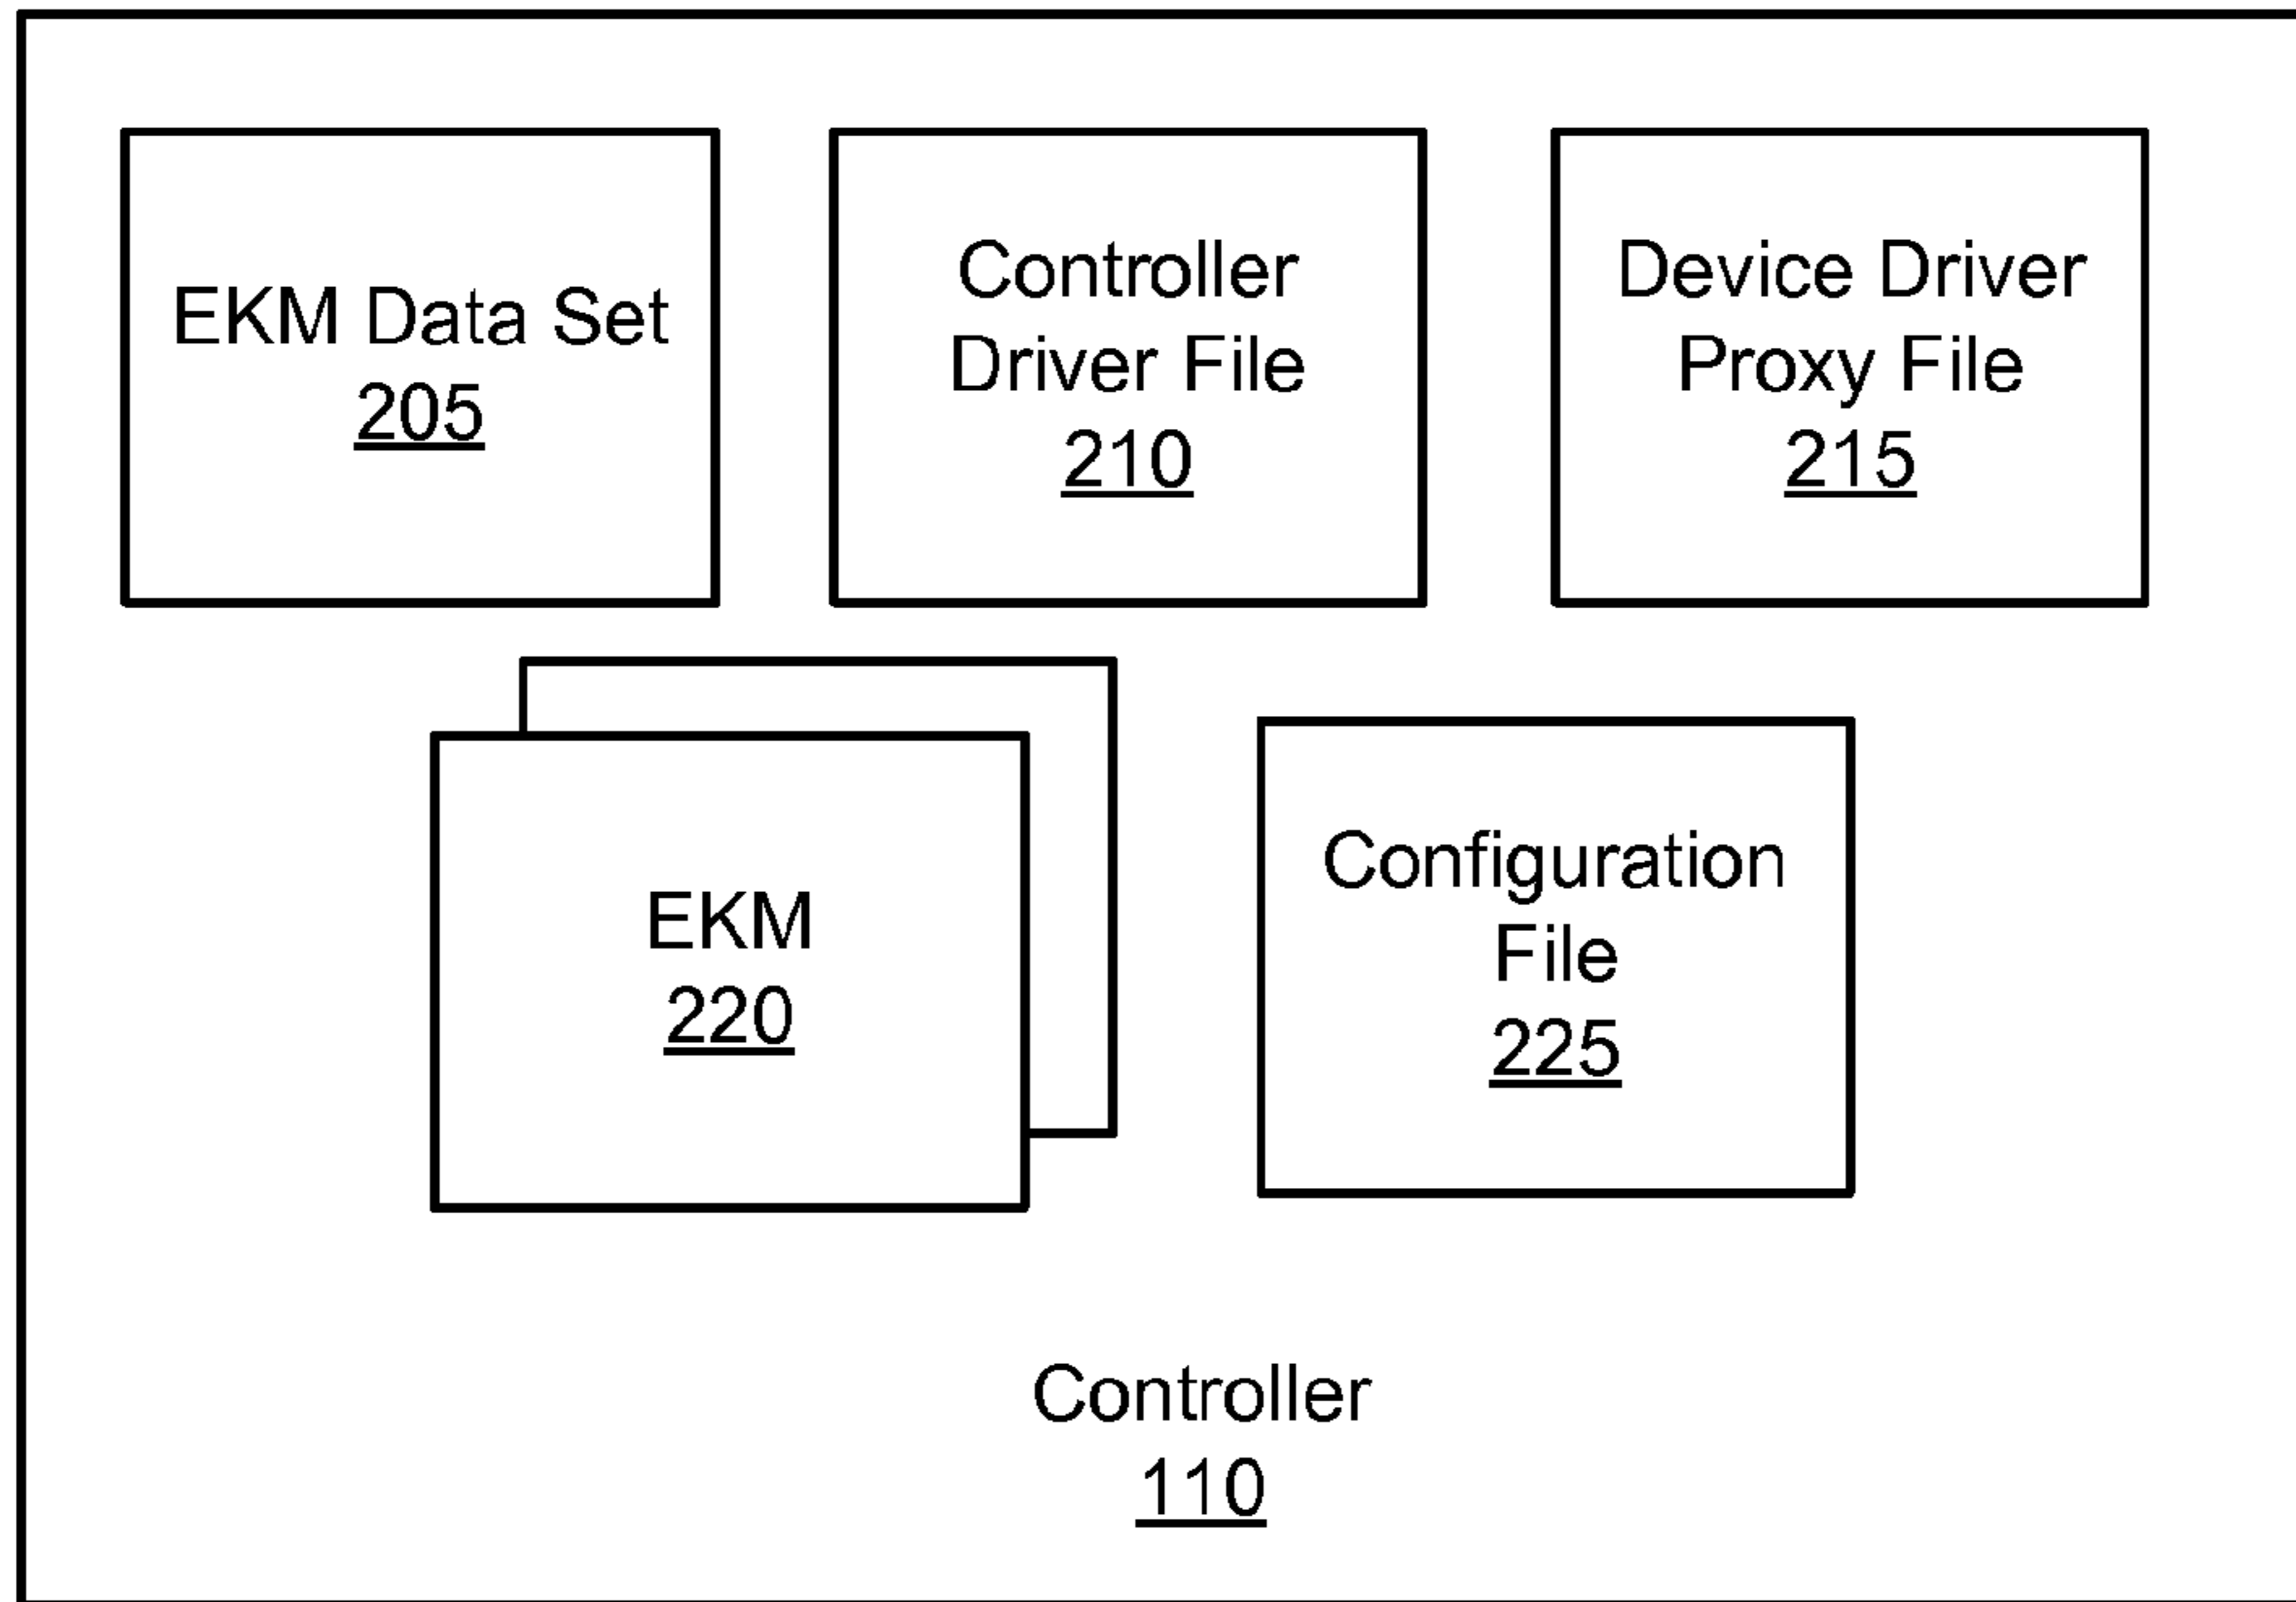 EKM Data Set
205
Controller
Driver File
210
Device Driver
Proxy File
215
EKM
220
Configuration
File
225
Controller
110